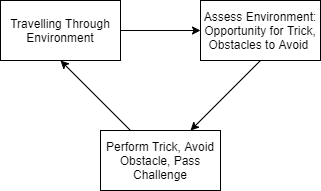 Travelling Through
Environment
Assess Environment:
Opportunity for Trick,
Obstacles to Avoid
Perform Trick, Avoid
Obstacle, Pass
Challenge